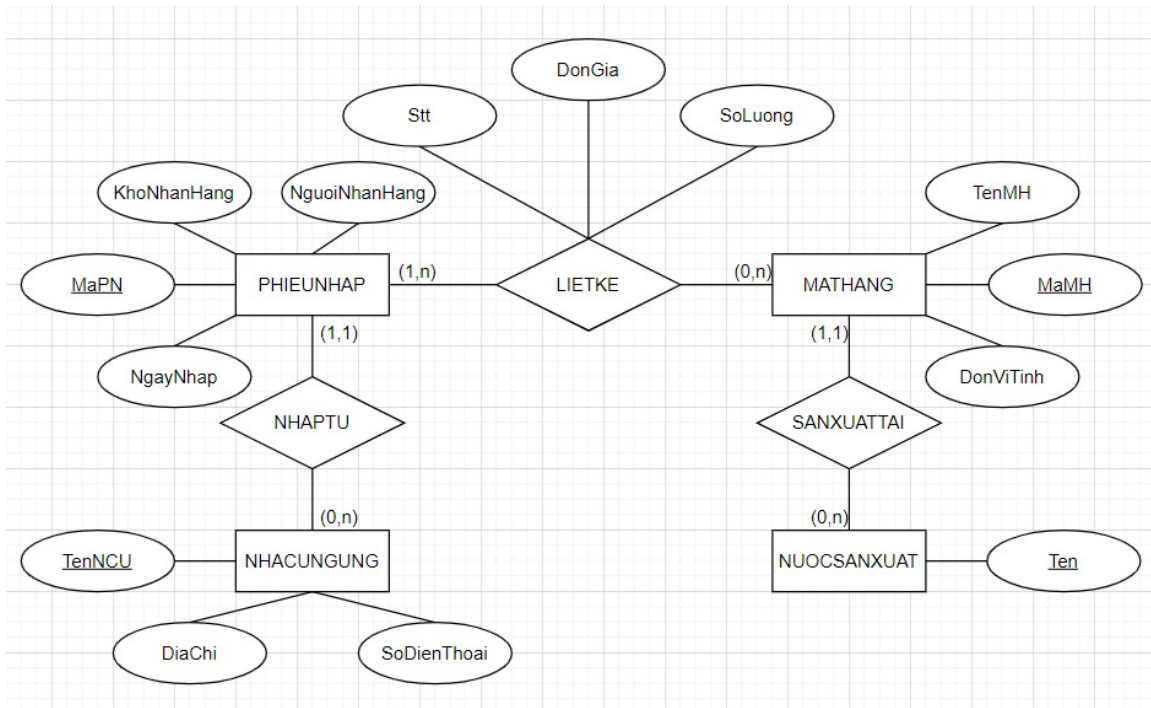 DonGia
Stt
SoLuong
KhoNhanHang
NguoiNhanHang
TenMH
MaPN
PHIEUNHAP
(1,n)
LIETKE
(0,n)
MATHANG
MaMH
(1,1)
(1,1)
NgayNhap
DonViTinh
NHAPTU
SANXUATTAI
(0,n)
(0,n)
TenNCU
NHACUNGUNG
NUOCSANXUAT
Ten
DiaChi
SoDienThoai